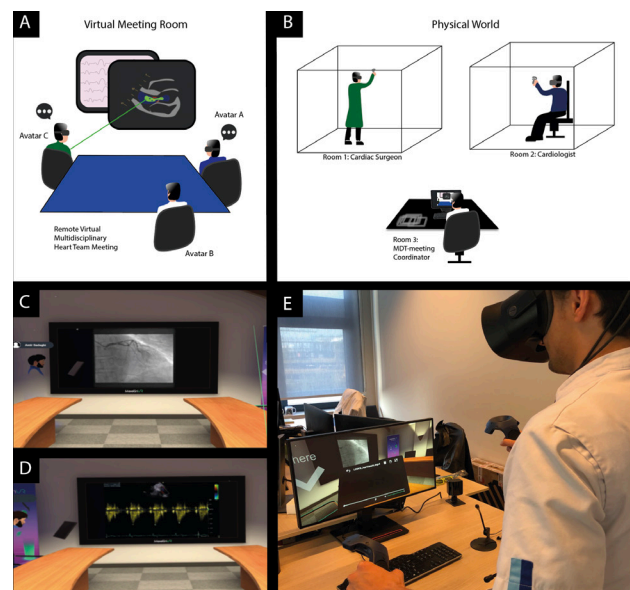 A
Virtual Meeting Room
Avatar C
Avatar A
Avatar B
Remote Virtual
Multidisciplinary
Heart Team Meeting
B
Physical World
Room 1: Cardiac Surgeon
Room 2: Cardiologist
Room 3:
MDT-meeting
Coordinator
C
D
E
here